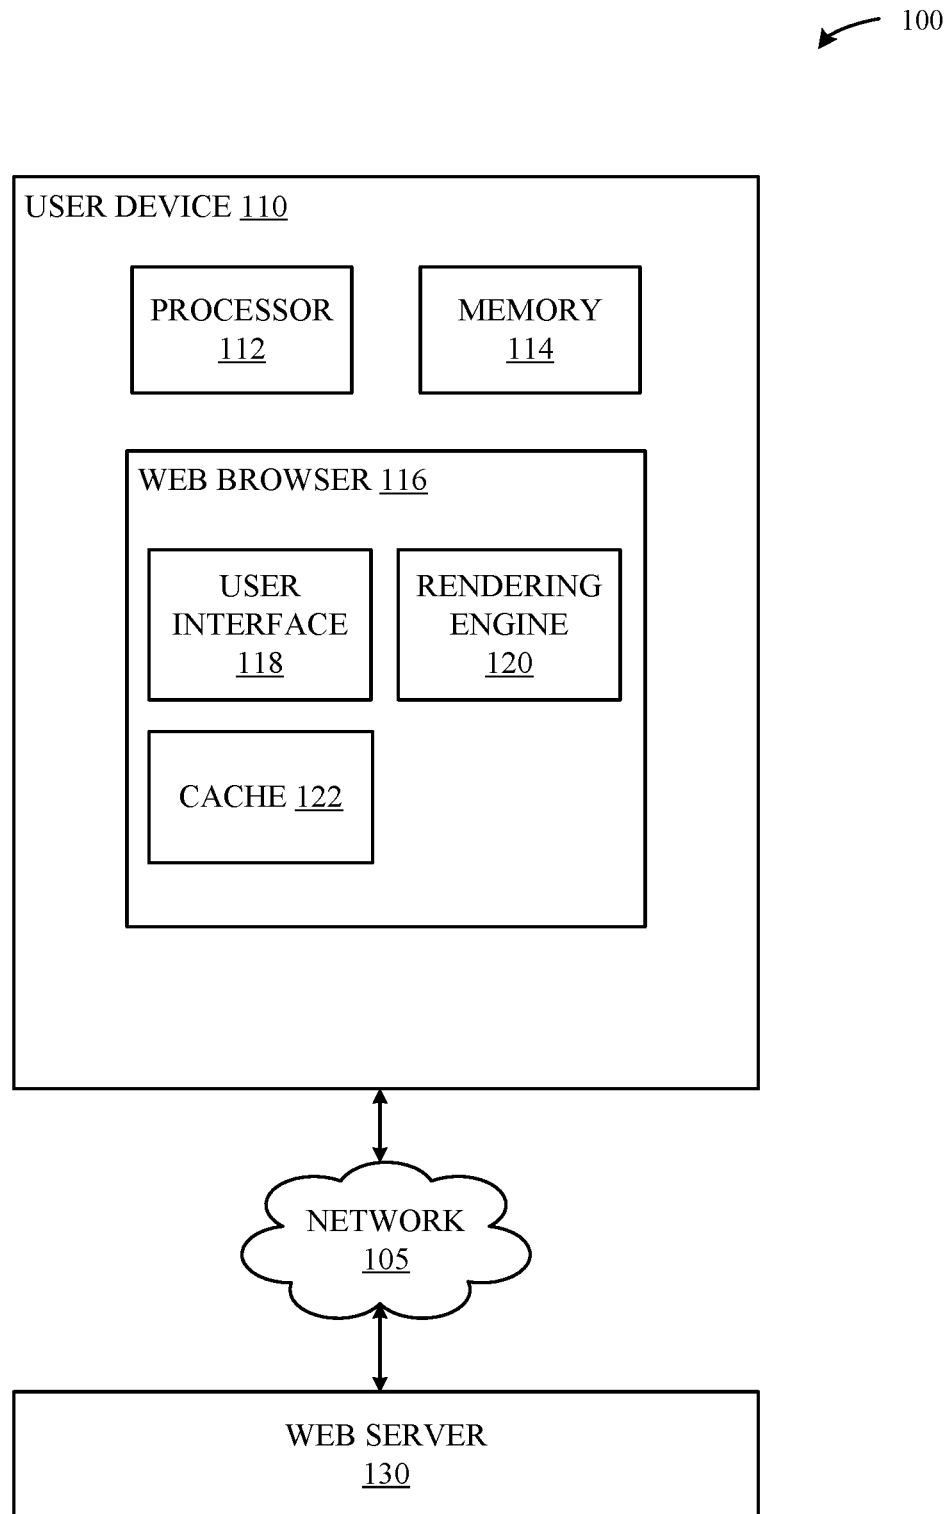 100
USER DEVICE 110
PROCESSOR
112
MEMORY
114
WEB BROWSER 116
USER
INTERFACE
118
RENDERING
ENGINE
120
CACHE 122
NETWORK
105
WEB SERVER
130